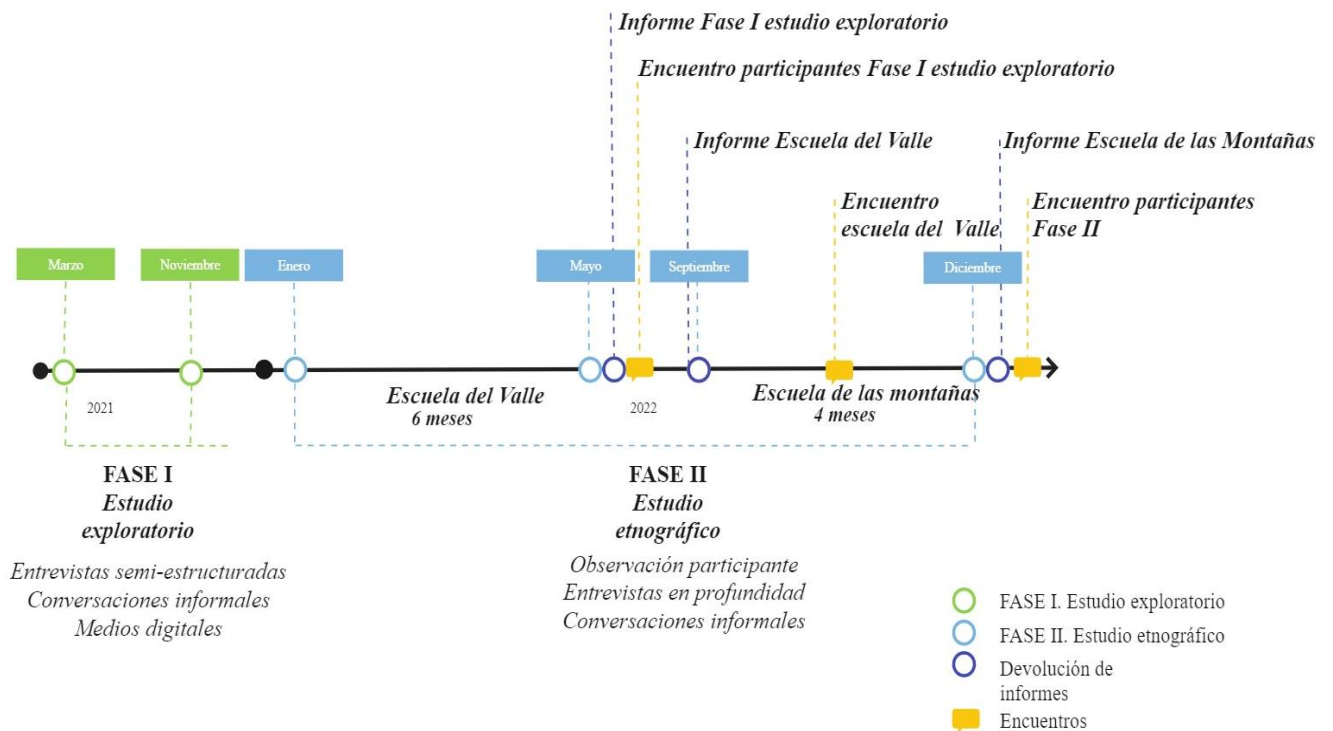 Informe Fase I estudio exploratorio
Encuentro participantes Fase I estudio exploratorio
Informe Escuela del Valle
Informe Escuela de las Montañas
Encuentro
escuela del Valle
Encuentro participantes
Fase II
Marzo
Noviembre
Enero
Mayo
Septiembre
Diciembre
2021
Escuela del Valle
6 meses
2022
Escuela de las montañas
4 meses
FASE I
Estudio
exploratorio
Entrevistas semi-estructuradas
Conversaciones informales
Medios digitales
FASE II
Estudio
etnográfico
Observación participante
Entrevistas en profundidad
Conversaciones informales
FASE I. Estudio exploratorio
FASE II. Estudio etnográfico
Devolución de
informes
Encuentros